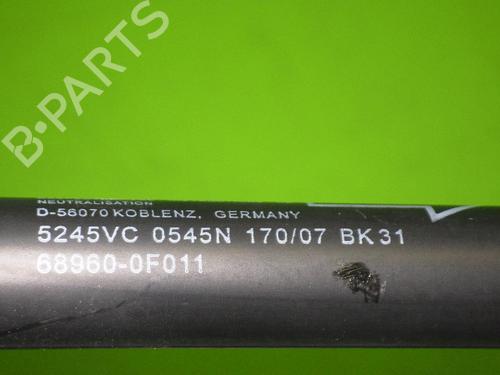 B-PARTS
NEUTRALISATION
D-56070 KOBLENZ, GERMANY
5245VC 0545N 170/07 BK31
68960-0F011